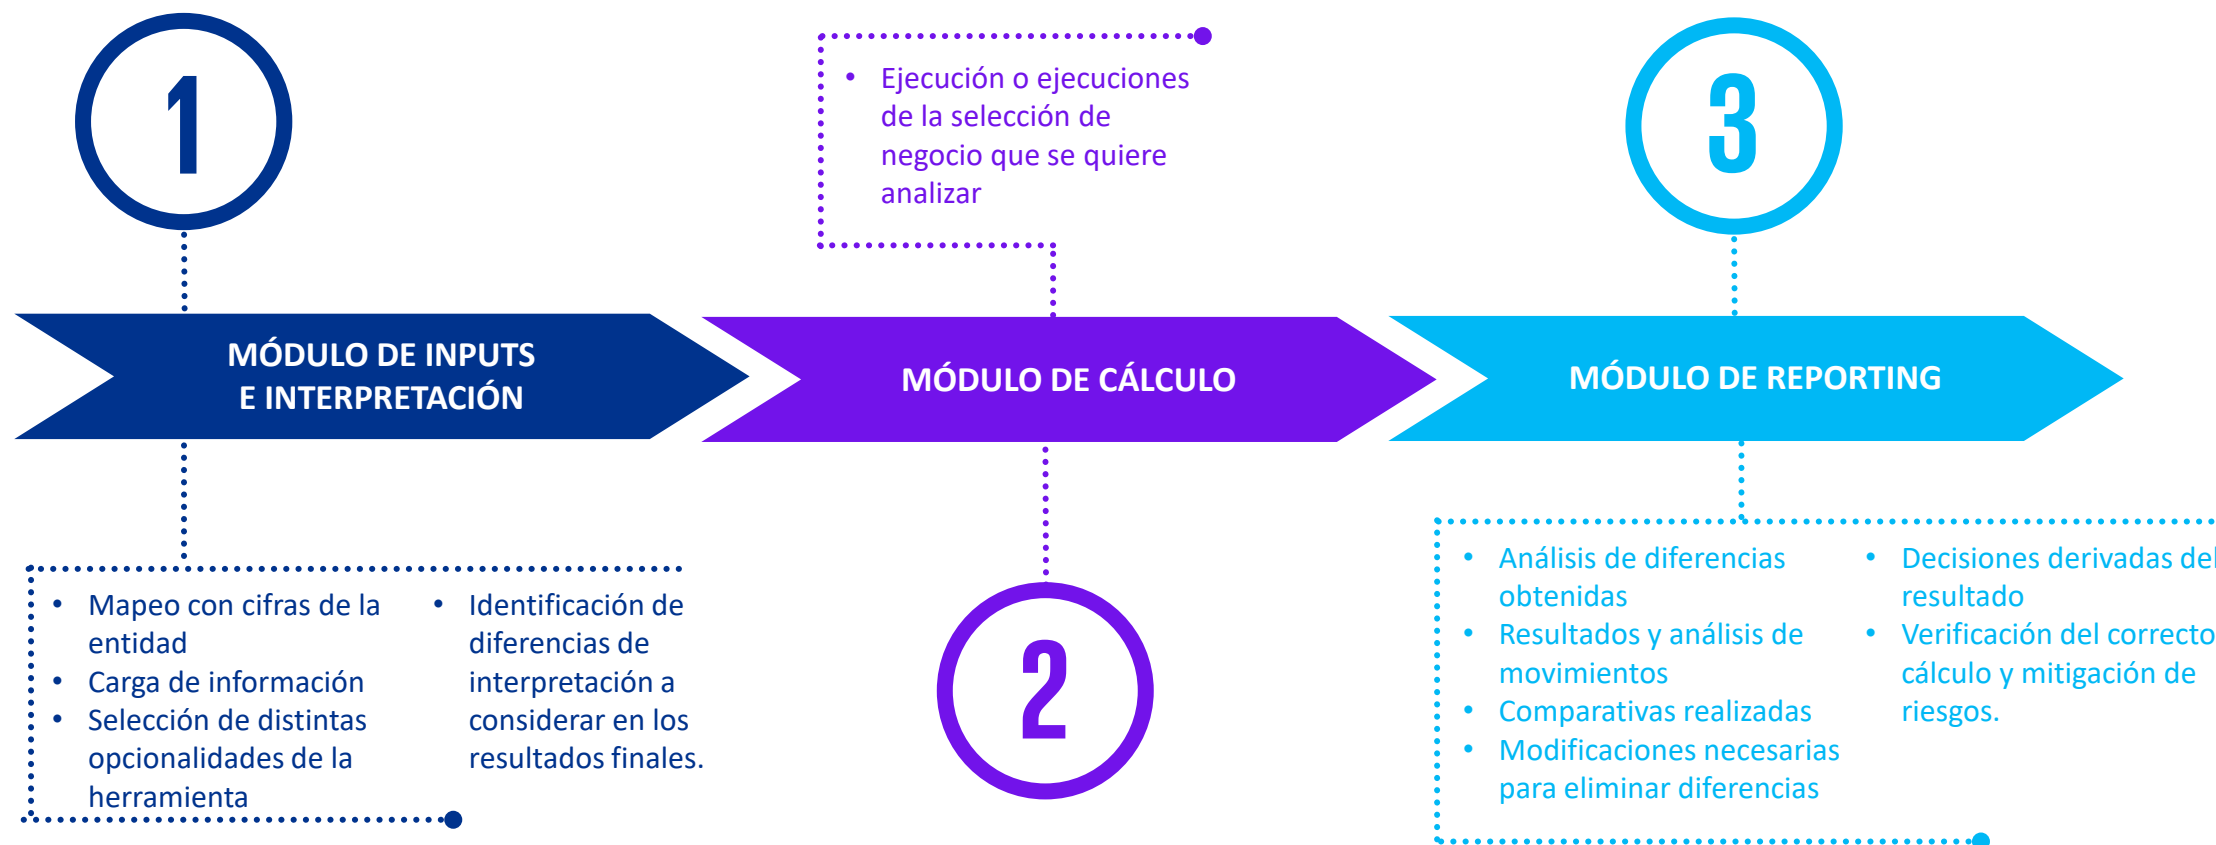 1
MÓDULO DE INPUTS
E INTERPRETACIÓN
• Mapeo con cifras de la
entidad
• Carga de información
• Selección de distintas
opcionalidades de la
herramienta
• Identificación de
diferencias de
interpretación a
considerar en los
resultados finales.
• Ejecución o ejecuciones
de la selección de
negocio que se quiere
analizar
MÓDULO DE CÁLCULO
2
3
MÓDULO DE REPORTING
• Análisis de diferencias
obtenidas
• Resultados y análisis de
movimientos
• Comparativas realizadas
• Modificaciones necesarias
para eliminar diferencias
• Decisiones derivadas del
resultado
• Verificación del correcto
cálculo y mitigación de
riesgos.